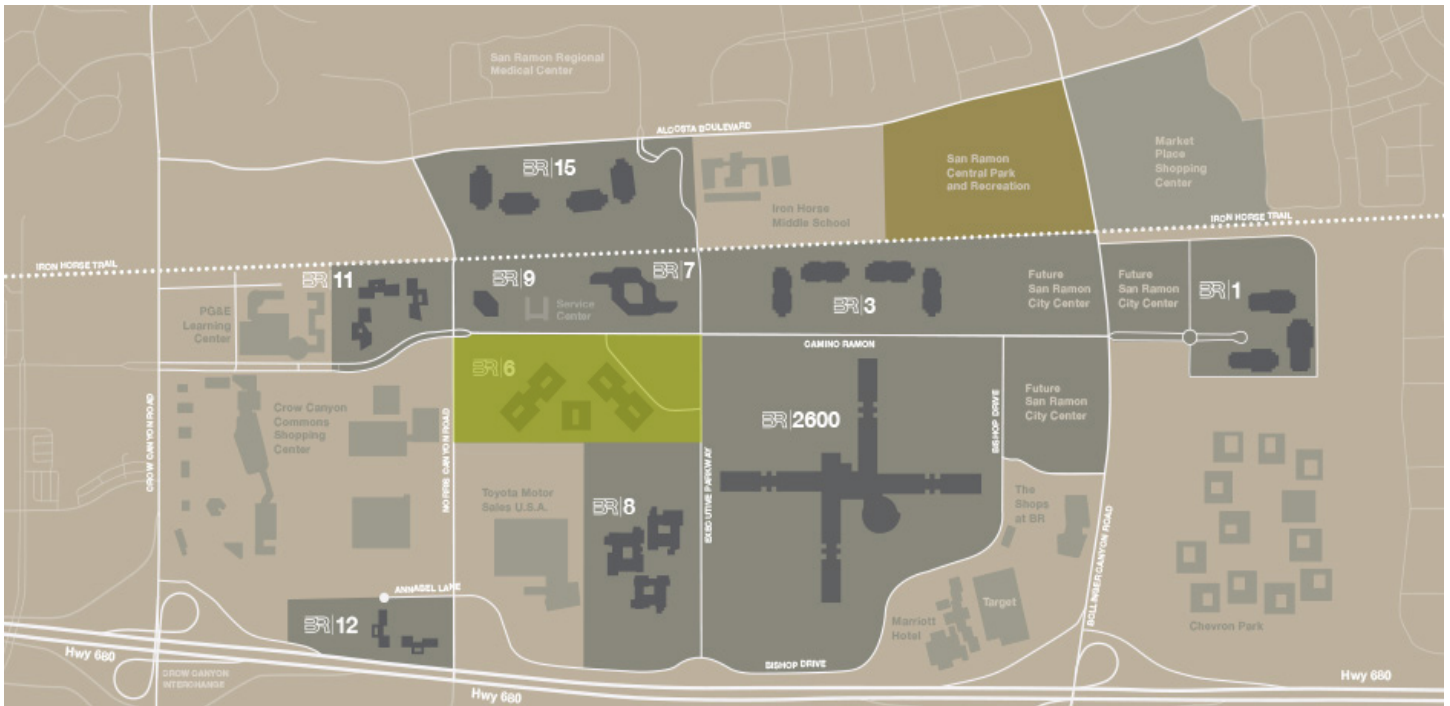 San Ramon Regional
Medical Center
ALCOSTA BOULEVARD
BR|15
San Ramon
Central Park
and Recreation
Market
Place
Shopping
Center
Iron Horse
Middle School
IRON HORSE TRAIL
IRON HORSE TRAIL
BR|11
BR|9
BR|7
Service
Center
BR|3
Future
San Ramon
City Center
Future
San Ramon
City Center
BR|1
PG&E
Learning
Center
CAMINO RAMON
BR|6
Crow Canyon
Commons
Shopping
Center
CROW CANYON ROAD
NORRIS CANYON ROAD
BR|2600
BISHOP DRIVE
Future
San Ramon
City Center
Toyota Motor
Sales U.S.A.
BR|8
EXECUTIVE PARKWAY
The
Shops
at BR
BOLLINGER CANYON ROAD
ANNABEL LANE
BR|12
Marriott
Hotel
Target
Chevron Park
BISHOP DRIVE
Hwy 680
CROW CANYON
INTERCHANGE
Hwy 680
Hwy 680